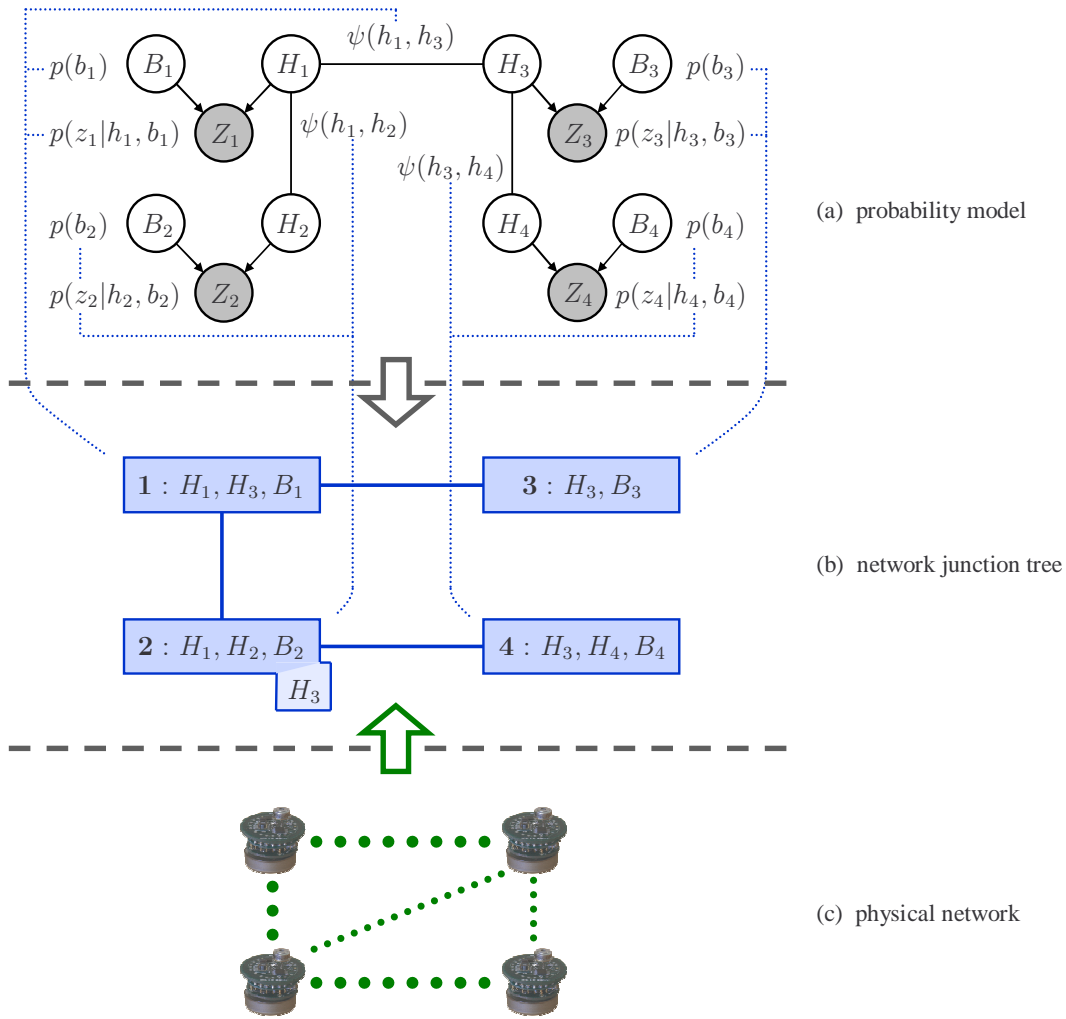 ψ(h₁, h₃)
p(b₁) B₁ H₁ H₃ B₃ p(b₃)
p(z₁|h₁, b₁) Z₁ ψ(h₁, h₂) Z₃ p(z₃|h₃, b₃)
ψ(h₃, h₄)
p(b₂) B₂ H₂ H₄ B₄ p(b₄)
(a) probability model
p(z₂|h₂, b₂) Z₂ Z₄ p(z₄|h₄, b₄)
1 : H₁, H₃, B₁ 3 : H₃, B₃
(b) network junction tree
2 : H₁, H₂, B₂ 4 : H₃, H₄, B₄
H₃
(c) physical network